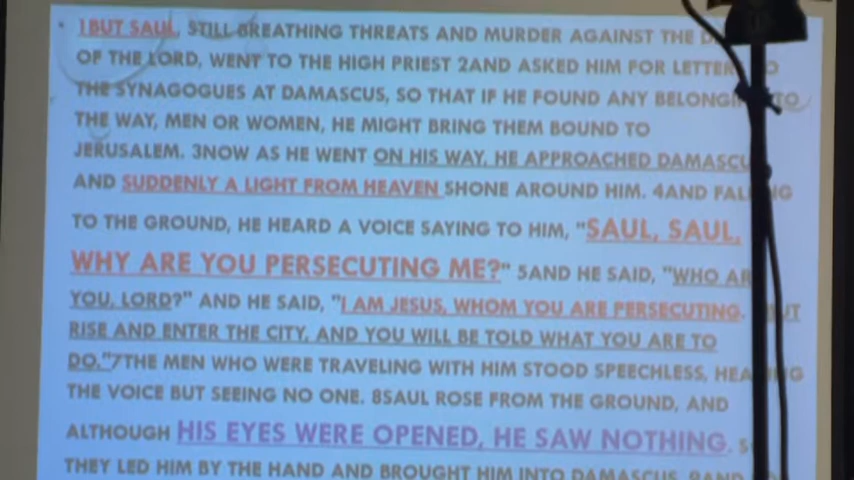 1BUT SAUL, STILL BREATHING THREATS AND MURDER AGAINST THE
OF THE LORD, WENT TO THE HIGH PRIEST 2AND ASKED HIM FOR
THE SYNAGOGUES AT DAMASCUS, SO THAT IF HE FOUND ANY TO
THE WAY, MEN OR WOMEN, HE MIGHT BRING THEM BOUND TO
JERUSALEM. 3NOW AS HE WENT ON HIS WAY, HE APPROACHED
AND SUDDENLY A LIGHT FROM HEAVEN SHONE AROUND HIM. 4AND
TO THE GROUND, HE HEARD A VOICE SAYING TO HIM, "SAUL, SAUL,
WHY ARE YOU PERSECUTING ME?" 5AND HE SAID, "WHO
YOU, LORD?" AND HE SAID, "I AM JESUS, WHOM YOU ARE PERSECUTING.
RISE AND ENTER THE CITY, AND YOU WILL BE TOLD WHAT YOU ARE TO
DO."7THE MEN WHO WERE TRAVELING WITH HIM STOOD SPEECHLESS,
THE VOICE BUT SEEING NO ONE. 8SAUL ROSE FROM THE GROUND, AND
ALTHOUGH HIS EYES WERE OPENED, HE SAW NOTHING.
THEY LED HIM BY THE HAND AND BROUGHT HIM INTO DAMASCUS. 9AND